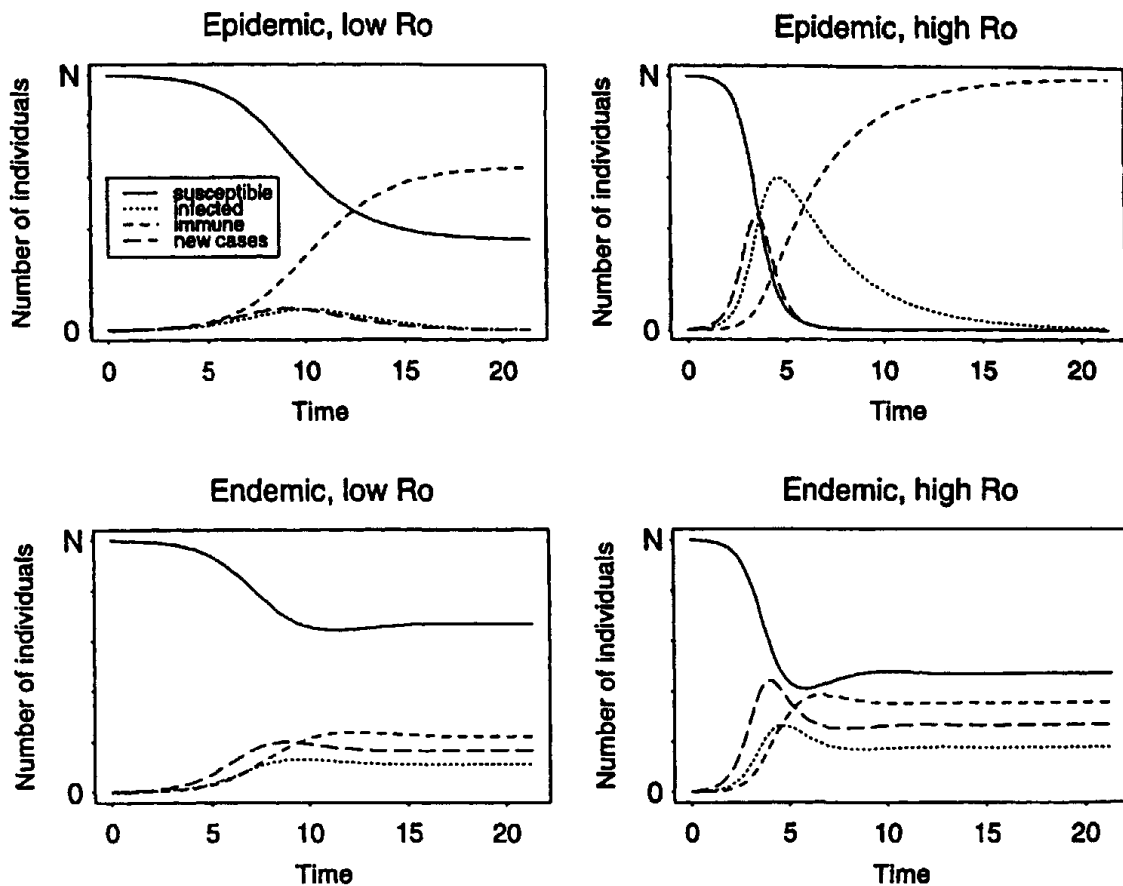 Epidemic, low Ro
Number of individuals
N
0
susceptible
infected
immune
new cases
0 5 10 15 20
Time
Epidemic, high Ro
Number of individuals
N
0
0 5 10 15 20
Time
Endemic, low Ro
Number of individuals
N
0
0 5 10 15 20
Time
Endemic, high Ro
Number of individuals
N
0
0 5 10 15 20
Time